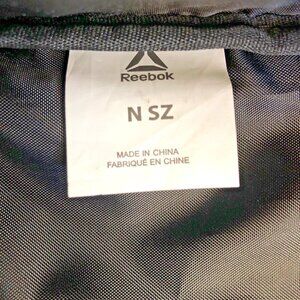 Reebok
N SZ
MADE IN CHINA
FABRIQUÉ EN CHINE